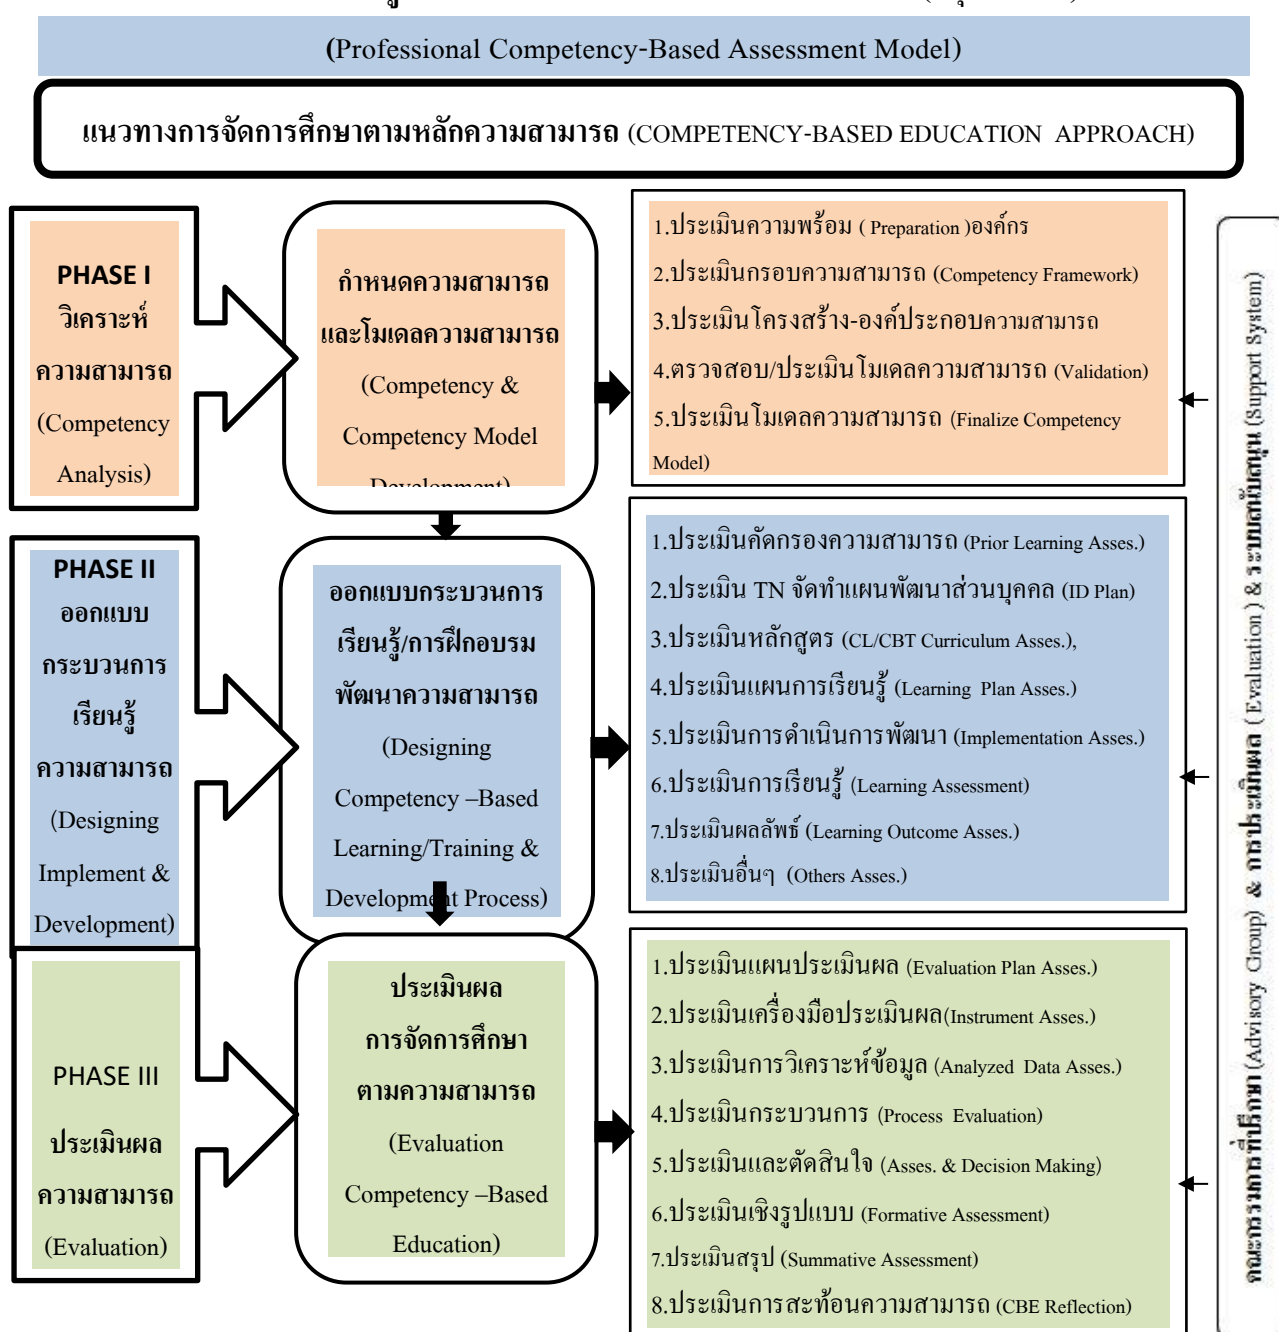 (Professional Competency-Based Assessment Model)
แนวทางการจัดการศึกษาตามหลักความสามารถ (COMPETENCY-BASED EDUCATION APPROACH)
PHASE I
วิเคราะห์
ความสามารถ
(Competency
Analysis)
กำหนดความสามารถ
และโมเดลความสามารถ
(Competency &
Competency Model
Development)
1.ประเมินความพร้อม ( Preparation )องค์กร
2.ประเมินกรอบความสามารถ (Competency Framework)
3.ประเมินโครงสร้าง-องค์ประกอบความสามารถ
4.ตรวจสอบ/ประเมินโมเดลความสามารถ (Validation)
5.ประเมินโมเดลความสามารถ (Finalize Competency
Model)
PHASE II
ออกแบบ
กระบวนการ
เรียนรู้
ความสามารถ
(Designing
Implement &
Development)
ออกแบบกระบวนการ
เรียนรู้/การฝึกอบรม
พัฒนาความสามารถ
(Designing
Competency –Based
Learning/Training &
Development Process)
1.ประเมินคัดกรองความสามารถ (Prior Learning Asses.)
2.ประเมิน TN จัดทำแผนพัฒนาส่วนบุคคล (ID Plan)
3.ประเมินหลักสูตร (CL/CBT Curriculum Asses.),
4.ประเมินแผนการเรียนรู้ (Learning Plan Asses.)
5.ประเมินการดำเนินการพัฒนา (Implementation Asses.)
6.ประเมินการเรียนรู้ (Learning Assessment)
7.ประเมินผลลัพธ์ (Learning Outcome Asses.)
8.ประเมินอื่นๆ (Others Asses.)
PHASE III
ประเมินผล
ความสามารถ
(Evaluation)
ประเมินผล
การจัดการศึกษา
ตามความสามารถ
(Evaluation
Competency –Based
Education)
1.ประเมินแผนประเมินผล (Evaluation Plan Asses.)
2.ประเมินเครื่องมือประเมินผล(Instrument Asses.)
3.ประเมินการวิเคราะห์ข้อมูล (Analyzed Data Asses.)
4.ประเมินกระบวนการ (Process Evaluation)
5.ประเมินและตัดสินใจ (Asses. & Decision Making)
6.ประเมินเชิงรูปแบบ (Formative Assessment)
7.ประเมินสรุป (Summative Assessment)
8.ประเมินการสะท้อนความสามารถ (CBE Reflection)
คณะกรรมการที่ปรึกษา (Advisory Group) & การประเมินผล ( Evaluation ) & ระบบสนับสนุน (Support System)